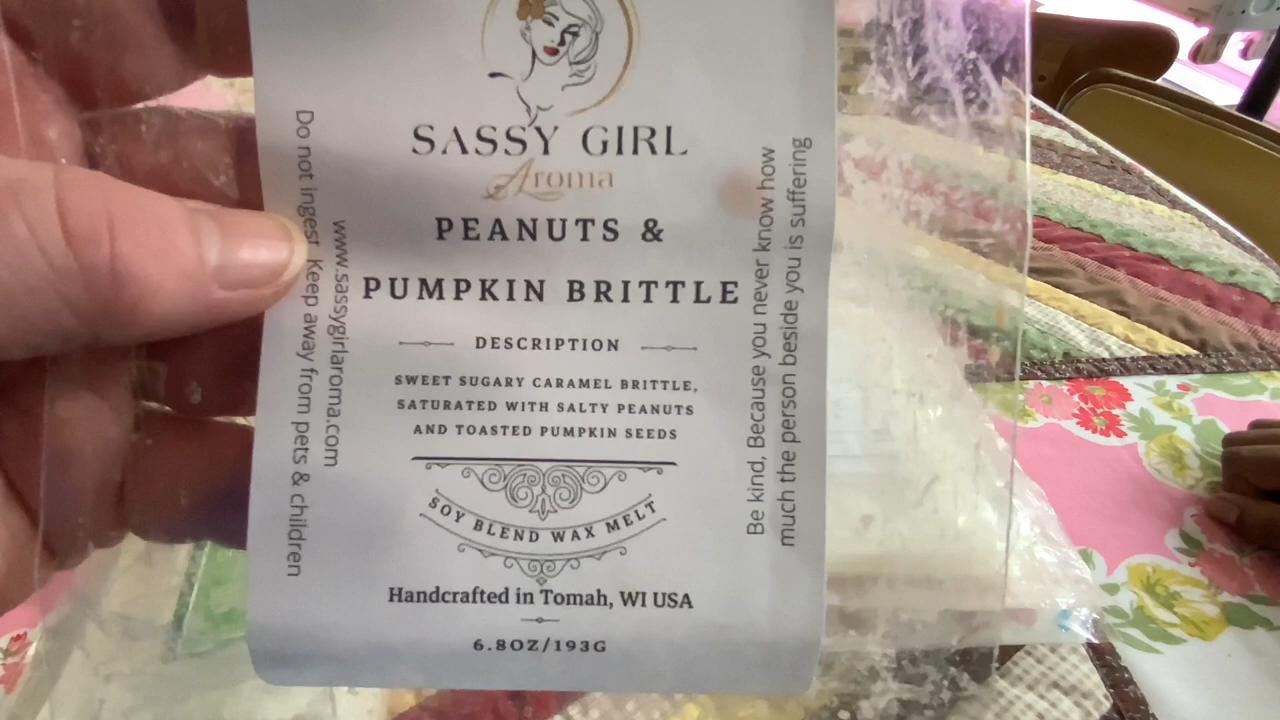 SASSY GIRL
Aroma
PEANUTS &
PUMPKIN BRITTLE
DESCRIPTION
SWEET SUGARY CARAMEL BRITTLE,
SATURATED WITH SALTY PEANUTS
AND TOASTED PUMPKIN SEEDS
SOY BLEND WAX MELT
Handcrafted in Tomah, WI USA
6.8OZ/193G
www.sassygirlaroma.com
Do not ingest Keep away from pets & children
Be kind, Because you never know how
much the person beside you is suffering